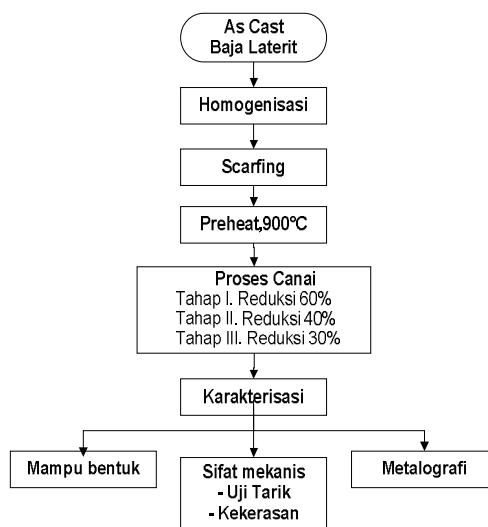 As Cast
Baja Laterit
Homogenisasi
Scarfing
Preheat,900°C
Proses Canai
Tahap I. Reduksi 60%
Tahap II. Reduksi 40%
Tahap III. Reduksi 30%
Karakterisasi
Mampu bentuk
Sifat mekanis
- Uji Tarik
- Kekerasan
Metalografi